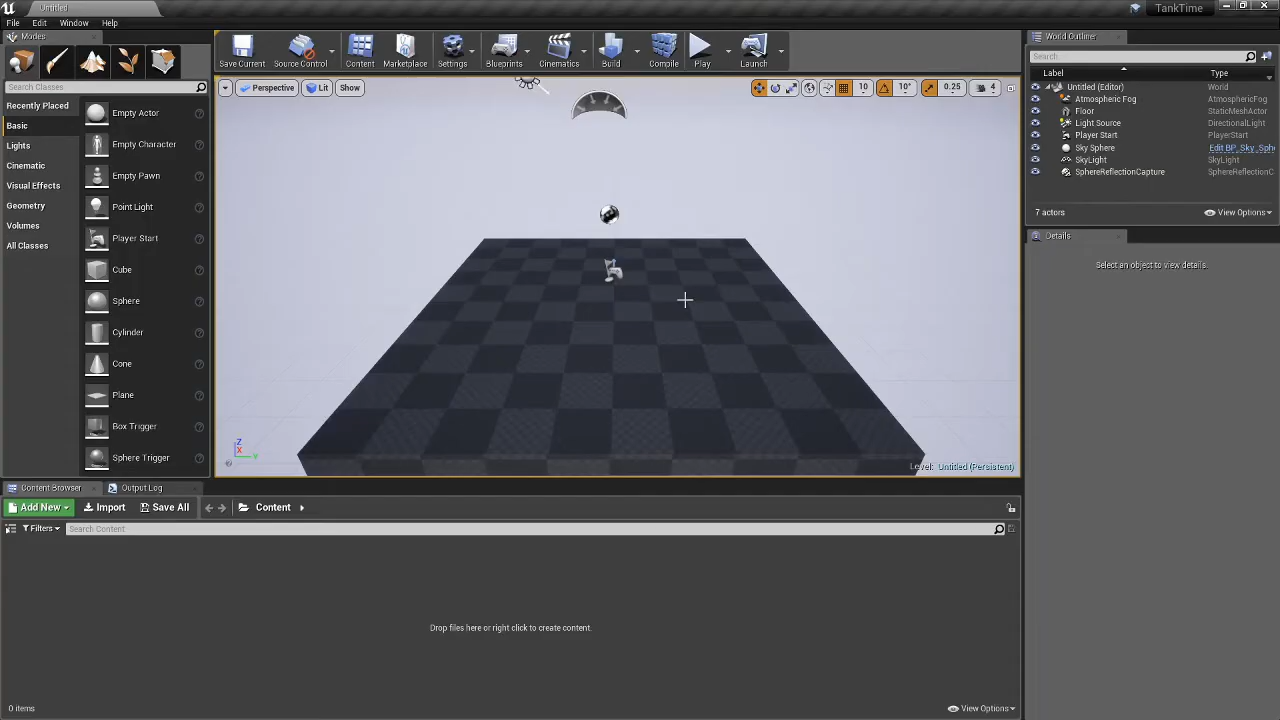 Untitled
TankTime
File Edit Window Help
Modes
Search Classes
Recently Placed
Basic
Lights
Cinematic
Visual Effects
Geometry
Volumes
All Classes
Empty Actor
Empty Character
Empty Pawn
Point Light
Player Start
Cube
Sphere
Cylinder
Cone
Plane
Box Trigger
Sphere Trigger
Save Current
Source Control
Content
Marketplace
Settings
Blueprints
Cinematics
Build
Compile
Play
Launch
Perspective Lit Show
10 10° 0.25 4
Z
X
Y
Level: Untitled (Persistent)
World Outliner
Search
Label Type
Untitled (Editor) World
Atmospheric Fog AtmosphericFog
Floor StaticMeshActor
Light Source DirectionalLight
Player Start PlayerStart
Sky Sphere Edit BP_Sky_Sph
SkyLight SkyLight
SphereReflectionCapture SphereReflectionC
7 actors View Options
Details
Select an object to view details.
Content Browser Output Log
Add New Import Save All Content
Filters Search Content
Drop files here or right click to create content.
0 items View Options